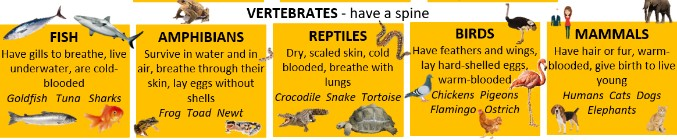 VERTEBRATES - have a spine
FISH
Have gills to breathe, live
underwater, are cold-
blooded
Goldfish Tuna Sharks
AMPHIBIANS
Survive in water and in
air, breathe through their
skin, lay eggs without
shells
Frog Toad Newt
REPTILES
Dry, scaled skin, cold
blooded, breathe with
lungs
Crocodile Snake Tortoise
BIRDS
Have feathers and wings,
lay hard-shelled eggs,
warm-blooded
Chickens Pigeons
Flamingo Ostrich
MAMMALS
Have hair or fur, warm-
blooded, give birth to live
young
Humans Cats Dogs
Elephants